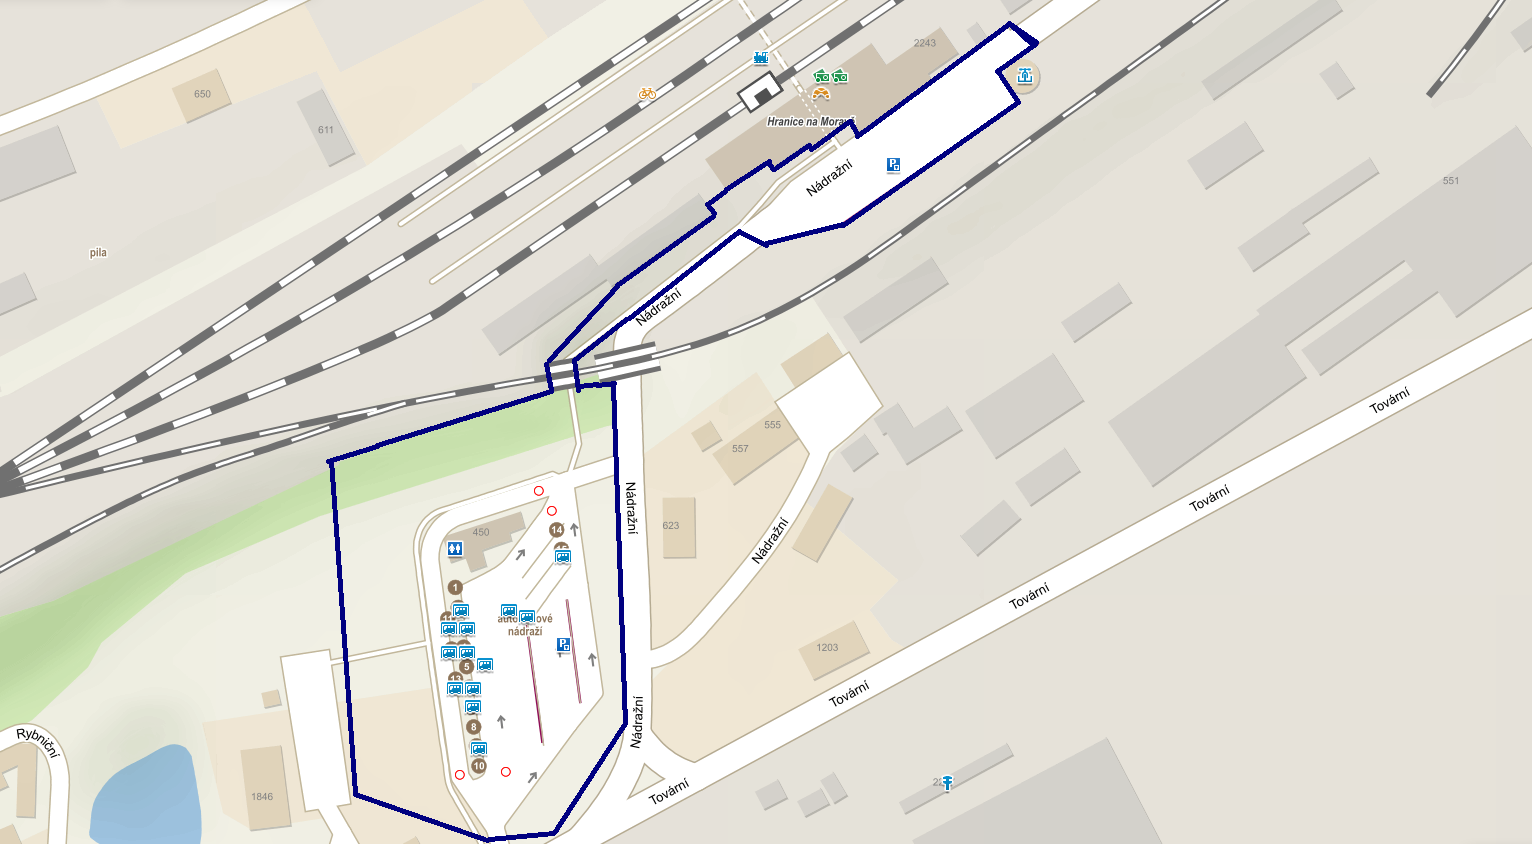 2243
650
611
Hranice na Moravě
Nádražní
551
pila
Nádražní
Tovární
555
557
Nádražní
Tovární
623
450
14
Nádražní
1
Tovární
autobusové
nádraží
1203
5
13
Tovární
Nádražní
8
Rybniční
10
Tovární
1846